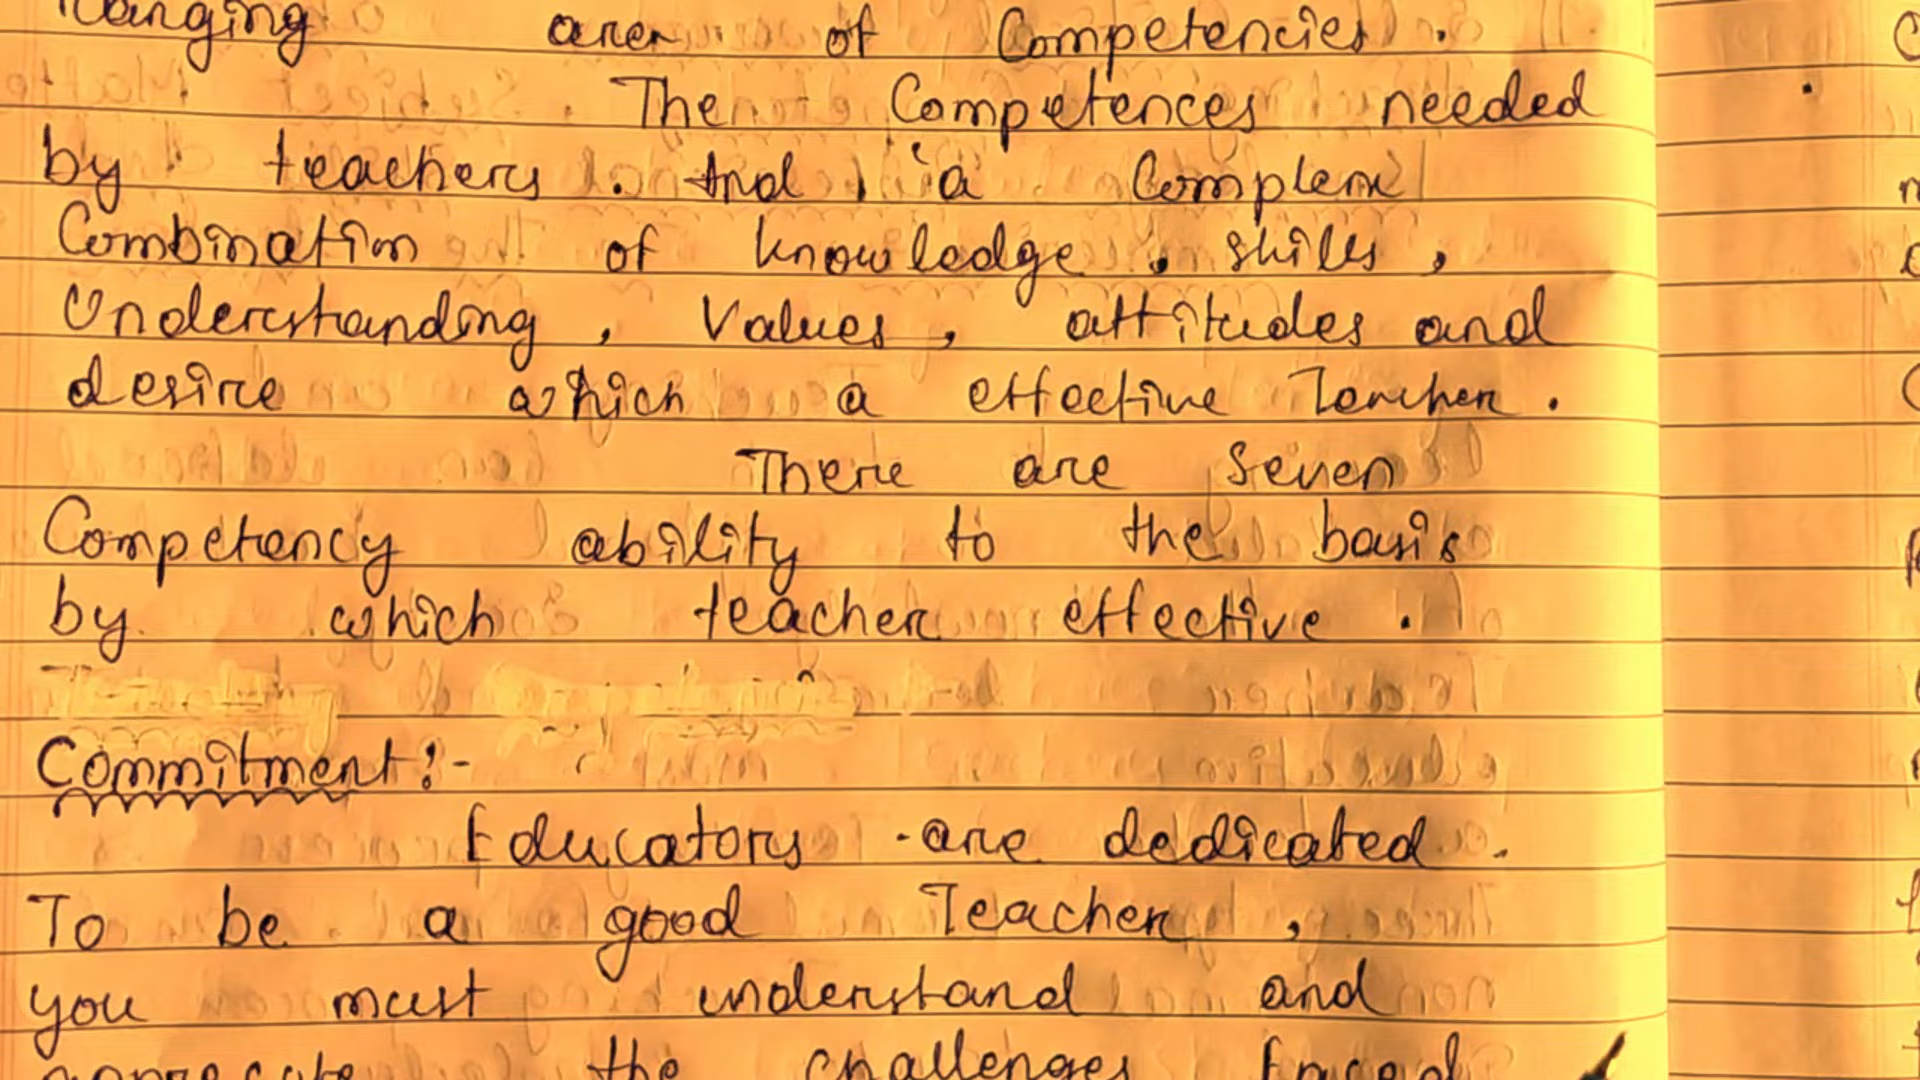 ranging area of Competencies.
The Competences needed
by teachers. And, a Complex
Combination of knowledge, skills,
Understanding, Values, attitudes and
desire which a effective Teacher.
There are Seven
Competency ability to the basis
by which teacher effective.
Commitment:-
Educators are dedicated.
To be a good Teacher,
you must understand and
the challenges faced